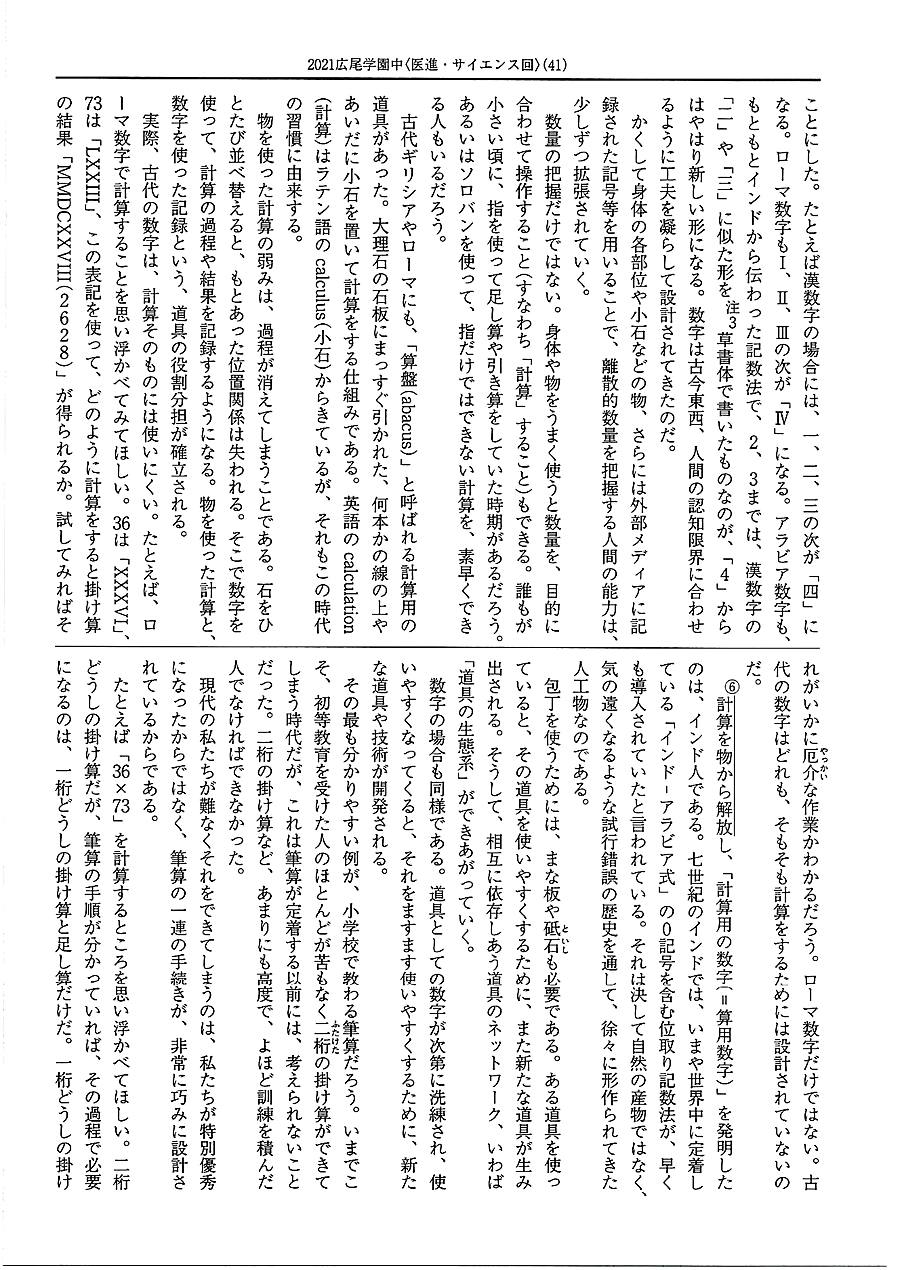 2021広尾学園中〈医進・サイエンス回〉(41)
ことにした。たとえば漢数字の場合には、一、二、三の次が「四」に
なる。ローマ数字もⅠ、Ⅱ、Ⅲの次が「Ⅳ」になる。アラビア数字も、
もともとインドから伝わった記数法で、2、3までは、漢数字の
「二」や「三」に似た形を、注3草書体で書いたものなのが、「4」から
はやはり新しい形になる。数字は古今東西、人間の認知限界に合わせ
るように工夫を凝らして設計されてきたのだ。
かくして身体の各部位や小石などの物、さらには外部メディアに記
録された記号等を用いることで、離散的数量を把握する人間の能力は、
少しずつ拡張されていく。
数量の把握だけではない。身体や物をうまく使うと数量を、目的に
合わせて操作すること(すなわち「計算」すること)もできる。誰もが
小さい頃に、指を使って足し算や引き算をしていた時期があるだろう。
あるいはソロバンを使って、指だけではできない計算を、素早くでき
る人もいるだろう。
古代ギリシアやローマにも、「算盤(abacus)」と呼ばれる計算用の
道具があった。大理石の石板にまっすぐ引かれた、何本かの線の上や
あいだに小石を置いて計算をする仕組みである。英語のcalculation
(計算)はラテン語のcalculus(小石)からきているが、それもこの時代
の習慣に由来する。
物を使った計算の弱みは、過程が消えてしまうことである。石をひ
とたび並べ替えると、もとあった位置関係は失われる。そこで数字を
使って、計算の過程や結果を記録するようになる。物を使った計算と、
数字を使った記録という、道具の役割分担が確立される。
実際、古代の数字は、計算そのものには使いにくい。たとえば、ロ
ーマ数字で計算することを思い浮かべてみてほしい。36は「XXXVI」、
73は「LXXIII」、この表記を使って、どのように計算をすると掛け算
の結果「MMDCXXVIII(2628)」が得られるか。試してみればそ
れがいかに厄介な作業かわかるだろう。ローマ数字だけではない。古
代の数字はどれも、そもそも計算をするためには設計されていないの
だ。
⑥計算を物から解放し、「計算用の数字(=算用数字)」を発明した
のは、インド人である。七世紀のインドでは、いまや世界中に定着し
ている「インド-アラビア式」の0記号を含む位取り記数法が、早く
も導入されていたと言われている。それは決して自然の産物ではなく、
気の遠くなるような試行錯誤の歴史を通して、徐々に形作られてきた
人工物なのである。
包丁を使うためには、まな板や砥石も必要である。ある道具を使っ
ていると、その道具を使いやすくするために、また新たな道具が生み
出される。そうして、相互に依存しあう道具のネットワーク、いわば
「道具の生態系」ができあがっていく。
数字の場合も同様である。道具としての数字が次第に洗練され、使
いやすくなってくると、それをますます使いやすくするために、新た
な道具や技術が開発される。
その最も分かりやすい例が、小学校で教わる筆算だろう。いまでこ
そ、初等教育を受けた人のほとんどが苦もなく二桁の掛け算ができて
しまう時代だが、これは筆算が定着する以前には、考えられないこと
だった。二桁の掛け算など、あまりにも高度で、よほど訓練を積んだ
人でなければできなかった。
現代の私たちが難なくそれをできてしまうのは、私たちが特別優秀
になったからではなく、筆算の一連の手続きが、非常に巧みに設計さ
れているからである。
たとえば「36×73」を計算するところを思い浮かべてほしい。二桁
どうしの掛け算だが、筆算の手順が分かっていれば、その過程で必要
になるのは、一桁どうしの掛け算と足し算だけだ。一桁どうしの掛け